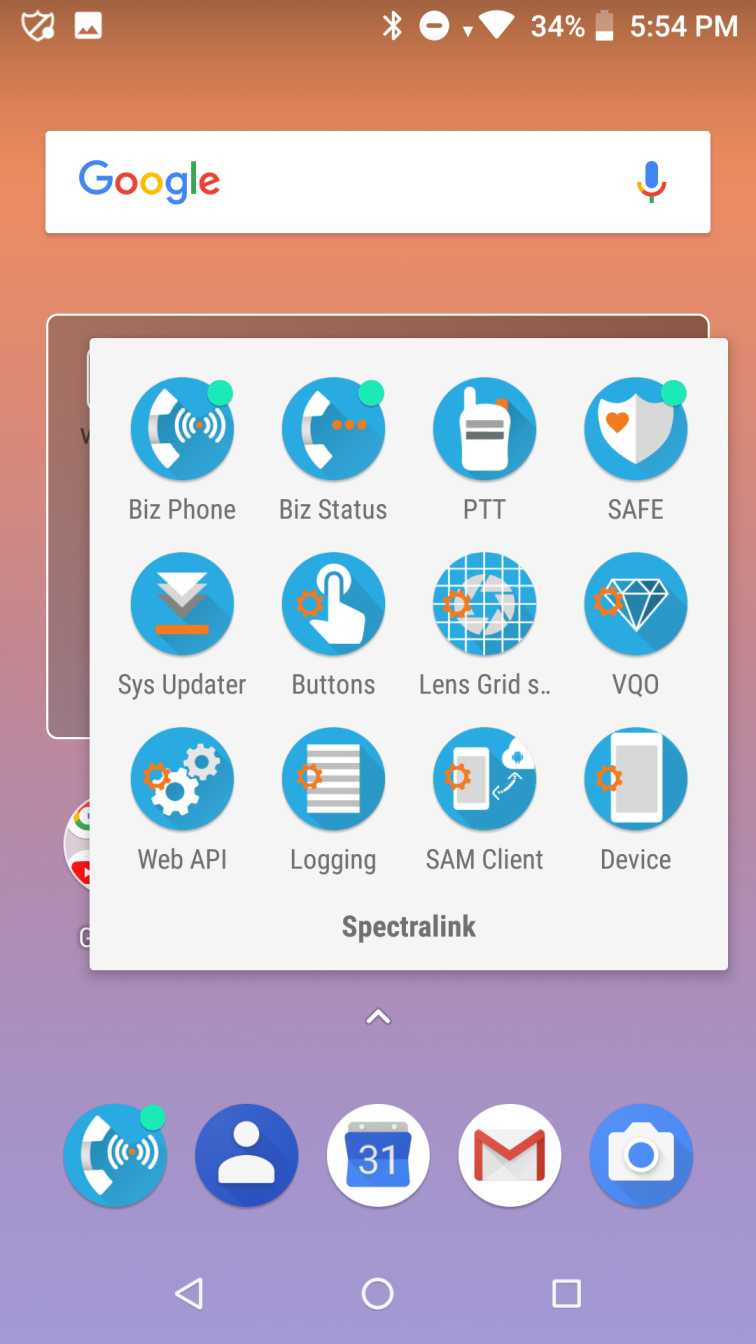 34% 5:54 PM
Google
Biz Phone Biz Status PTT SAFE
Sys Updater Buttons Lens Grid s.. VQO
Web API Logging SAM Client Device
Spectralink
31